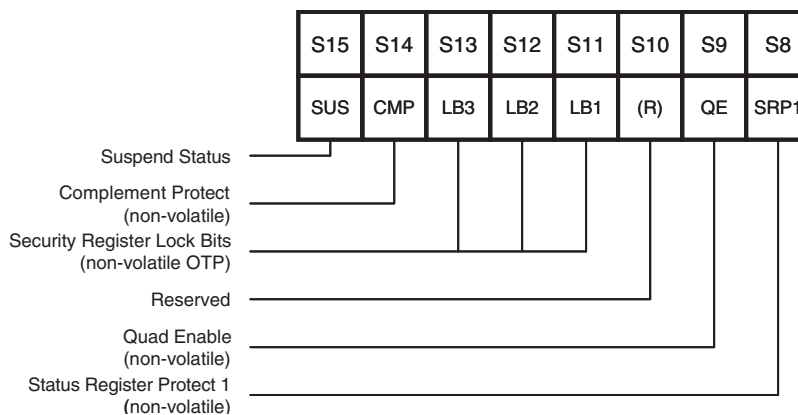 S15 S14 S13 S12 S11 S10 S9 S8
SUS CMP LB3 LB2 LB1 (R) QE SRP1
Suspend Status
Complement Protect
(non-volatile)
Security Register Lock Bits
(non-volatile OTP)
Reserved
Quad Enable
(non-volatile)
Status Register Protect 1
(non-volatile)